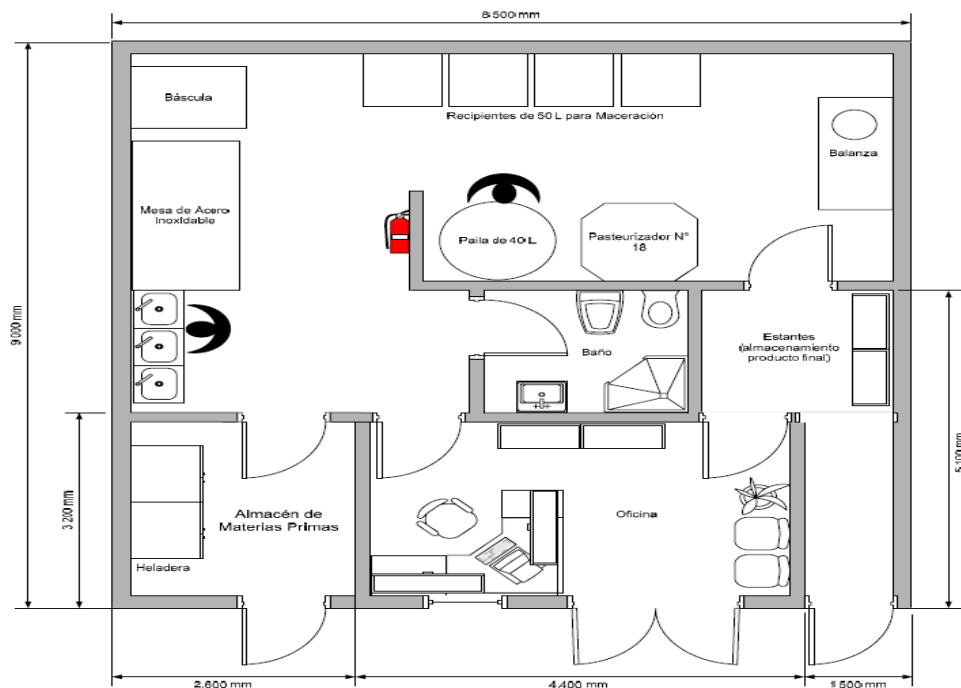 8 500 mm
Báscula
Recipientes de 50 L para Maceración
Balanza
Mesa de Acero
Inoxidable
Paila de 40 L
Pasteurizador N°
18
9 000 mm
Estantes
(almacenamiento
producto final)
Baño
5 100 mm
3 200 mm
Almacén de
Materias Primas
Oficina
Heladera
2.600 mm
4.400 mm
1 500 mm